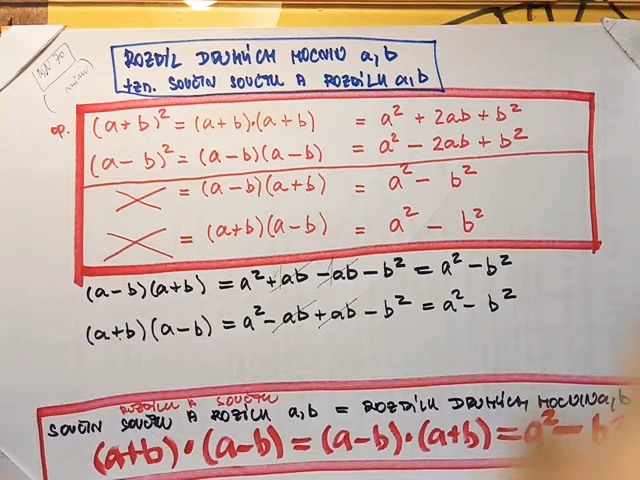 ROZDÍL DRUHÝCH MOCNIN a, b
tzn. SOUČIN SOUČTU A ROZDÍLU a, b
op.
(a+b)² = (a+b)·(a+b) = a² + 2ab + b²
(a-b)² = (a-b)(a-b) = a² - 2ab + b²
= (a-b)(a+b) = a² - b²
= (a+b)(a-b) = a² - b²
(a-b)(a+b) = a² + ab - ab - b² = a² - b²
(a+b)(a-b) = a² - ab + ab - b² = a² - b²
ROZDÍLU A SOUČTU
SOUČIN SOUČTU A ROZÍLU a, b = ROZDÍLU DRUHÝCH MOCNIN a, b
(a+b)·(a-b) = (a-b)·(a+b) = a² - b²